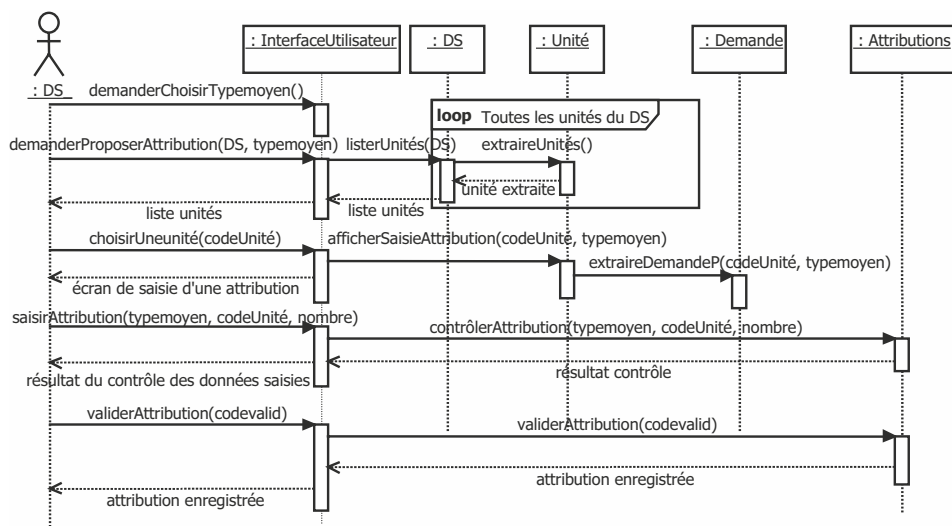 : InterfaceUtilisateur
: DS
: Unité
: Demande
: Attributions
: DS
demanderChoisirTypemoyen()
loop Toutes les unités du DS
demanderProposerAttribution(DS, typemoyen)
listerUnités(DS)
extraireUnités()
unité extraite
liste unités
liste unités
choisirUneunité(codeUnité)
afficherSaisieAttribution(codeUnité, typemoyen)
extraireDemandeP(codeUnité, typemoyen)
écran de saisie d'une attribution
saisirAttribution(typemoyen, codeUnité, nombre)
contrôlerAttribution(typemoyen, codeUnité, nombre)
résultat contrôle
résultat du contrôle des données saisies
validerAttribution(codevalid)
validerAttribution(codevalid)
attribution enregistrée
attribution enregistrée